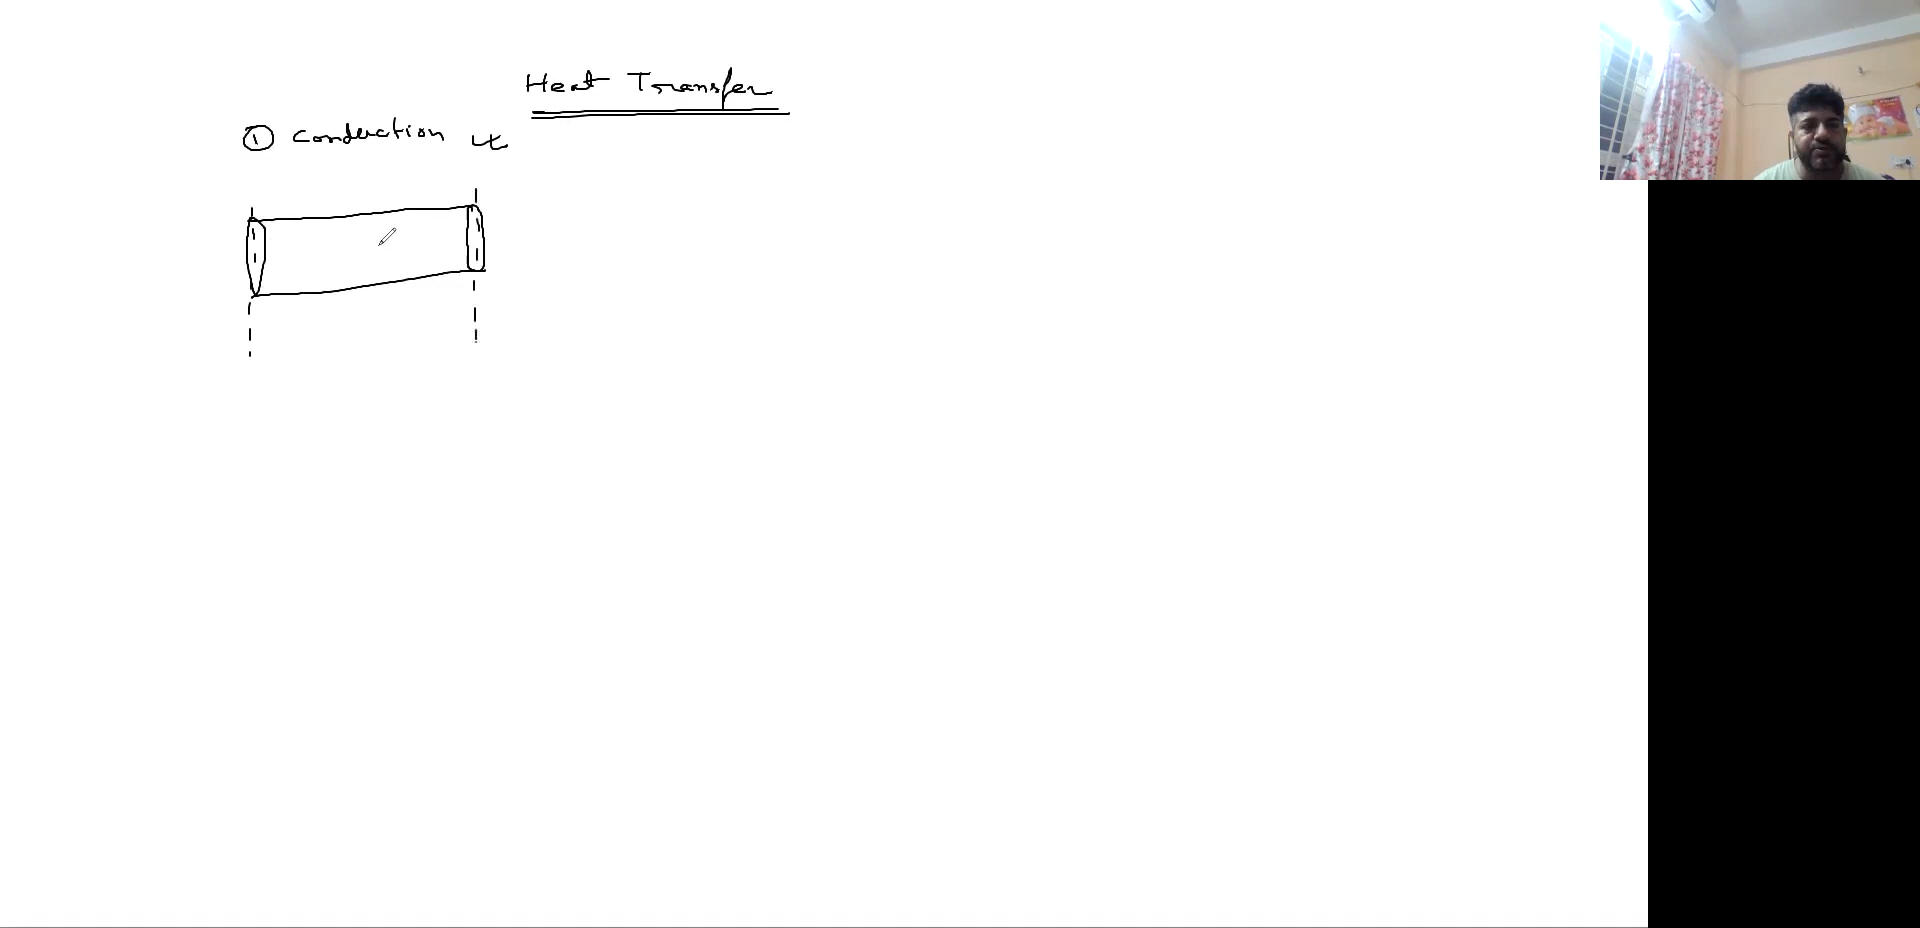 Heat Transfer
① Conduction